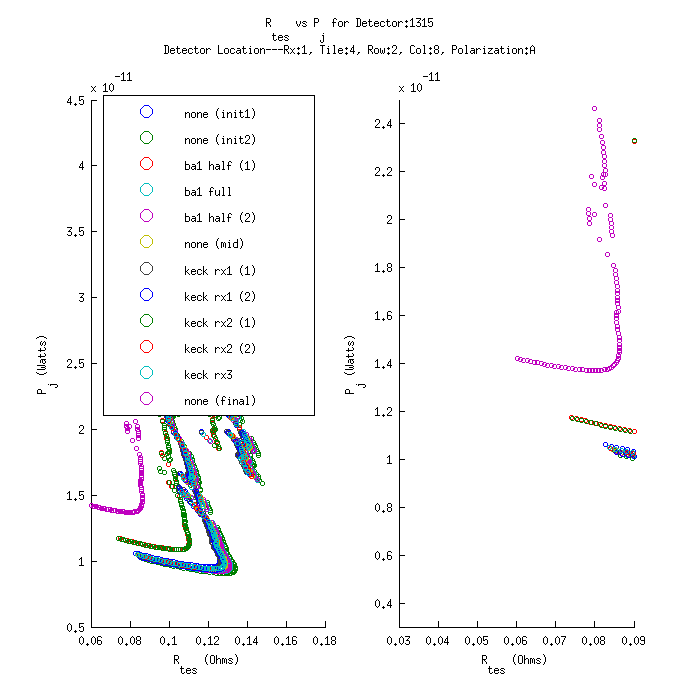 R    vs P  for Detector:1315
tes    j
Detector Location---Rx:1, Tile:4, Row:2, Col:8, Polarization:A
x 10^-11
4.5
4
3.5
3
2.5
2
1.5
1
0.5
P_j (Watts)
none (init1)
none (init2)
ba1 half (1)
ba1 full
ba1 half (2)
none (mid)
keck rx1 (1)
keck rx1 (2)
keck rx2 (1)
keck rx2 (2)
keck rx3
none (final)
0.06 0.08 0.1 0.12 0.14 0.16 0.18
R    (Ohms)
tes
x 10^-11
2.4
2.2
2
1.8
1.6
1.4
1.2
1
0.8
0.6
0.4
P_j (Watts)
0.03 0.04 0.05 0.06 0.07 0.08 0.09
R    (Ohms)
tes